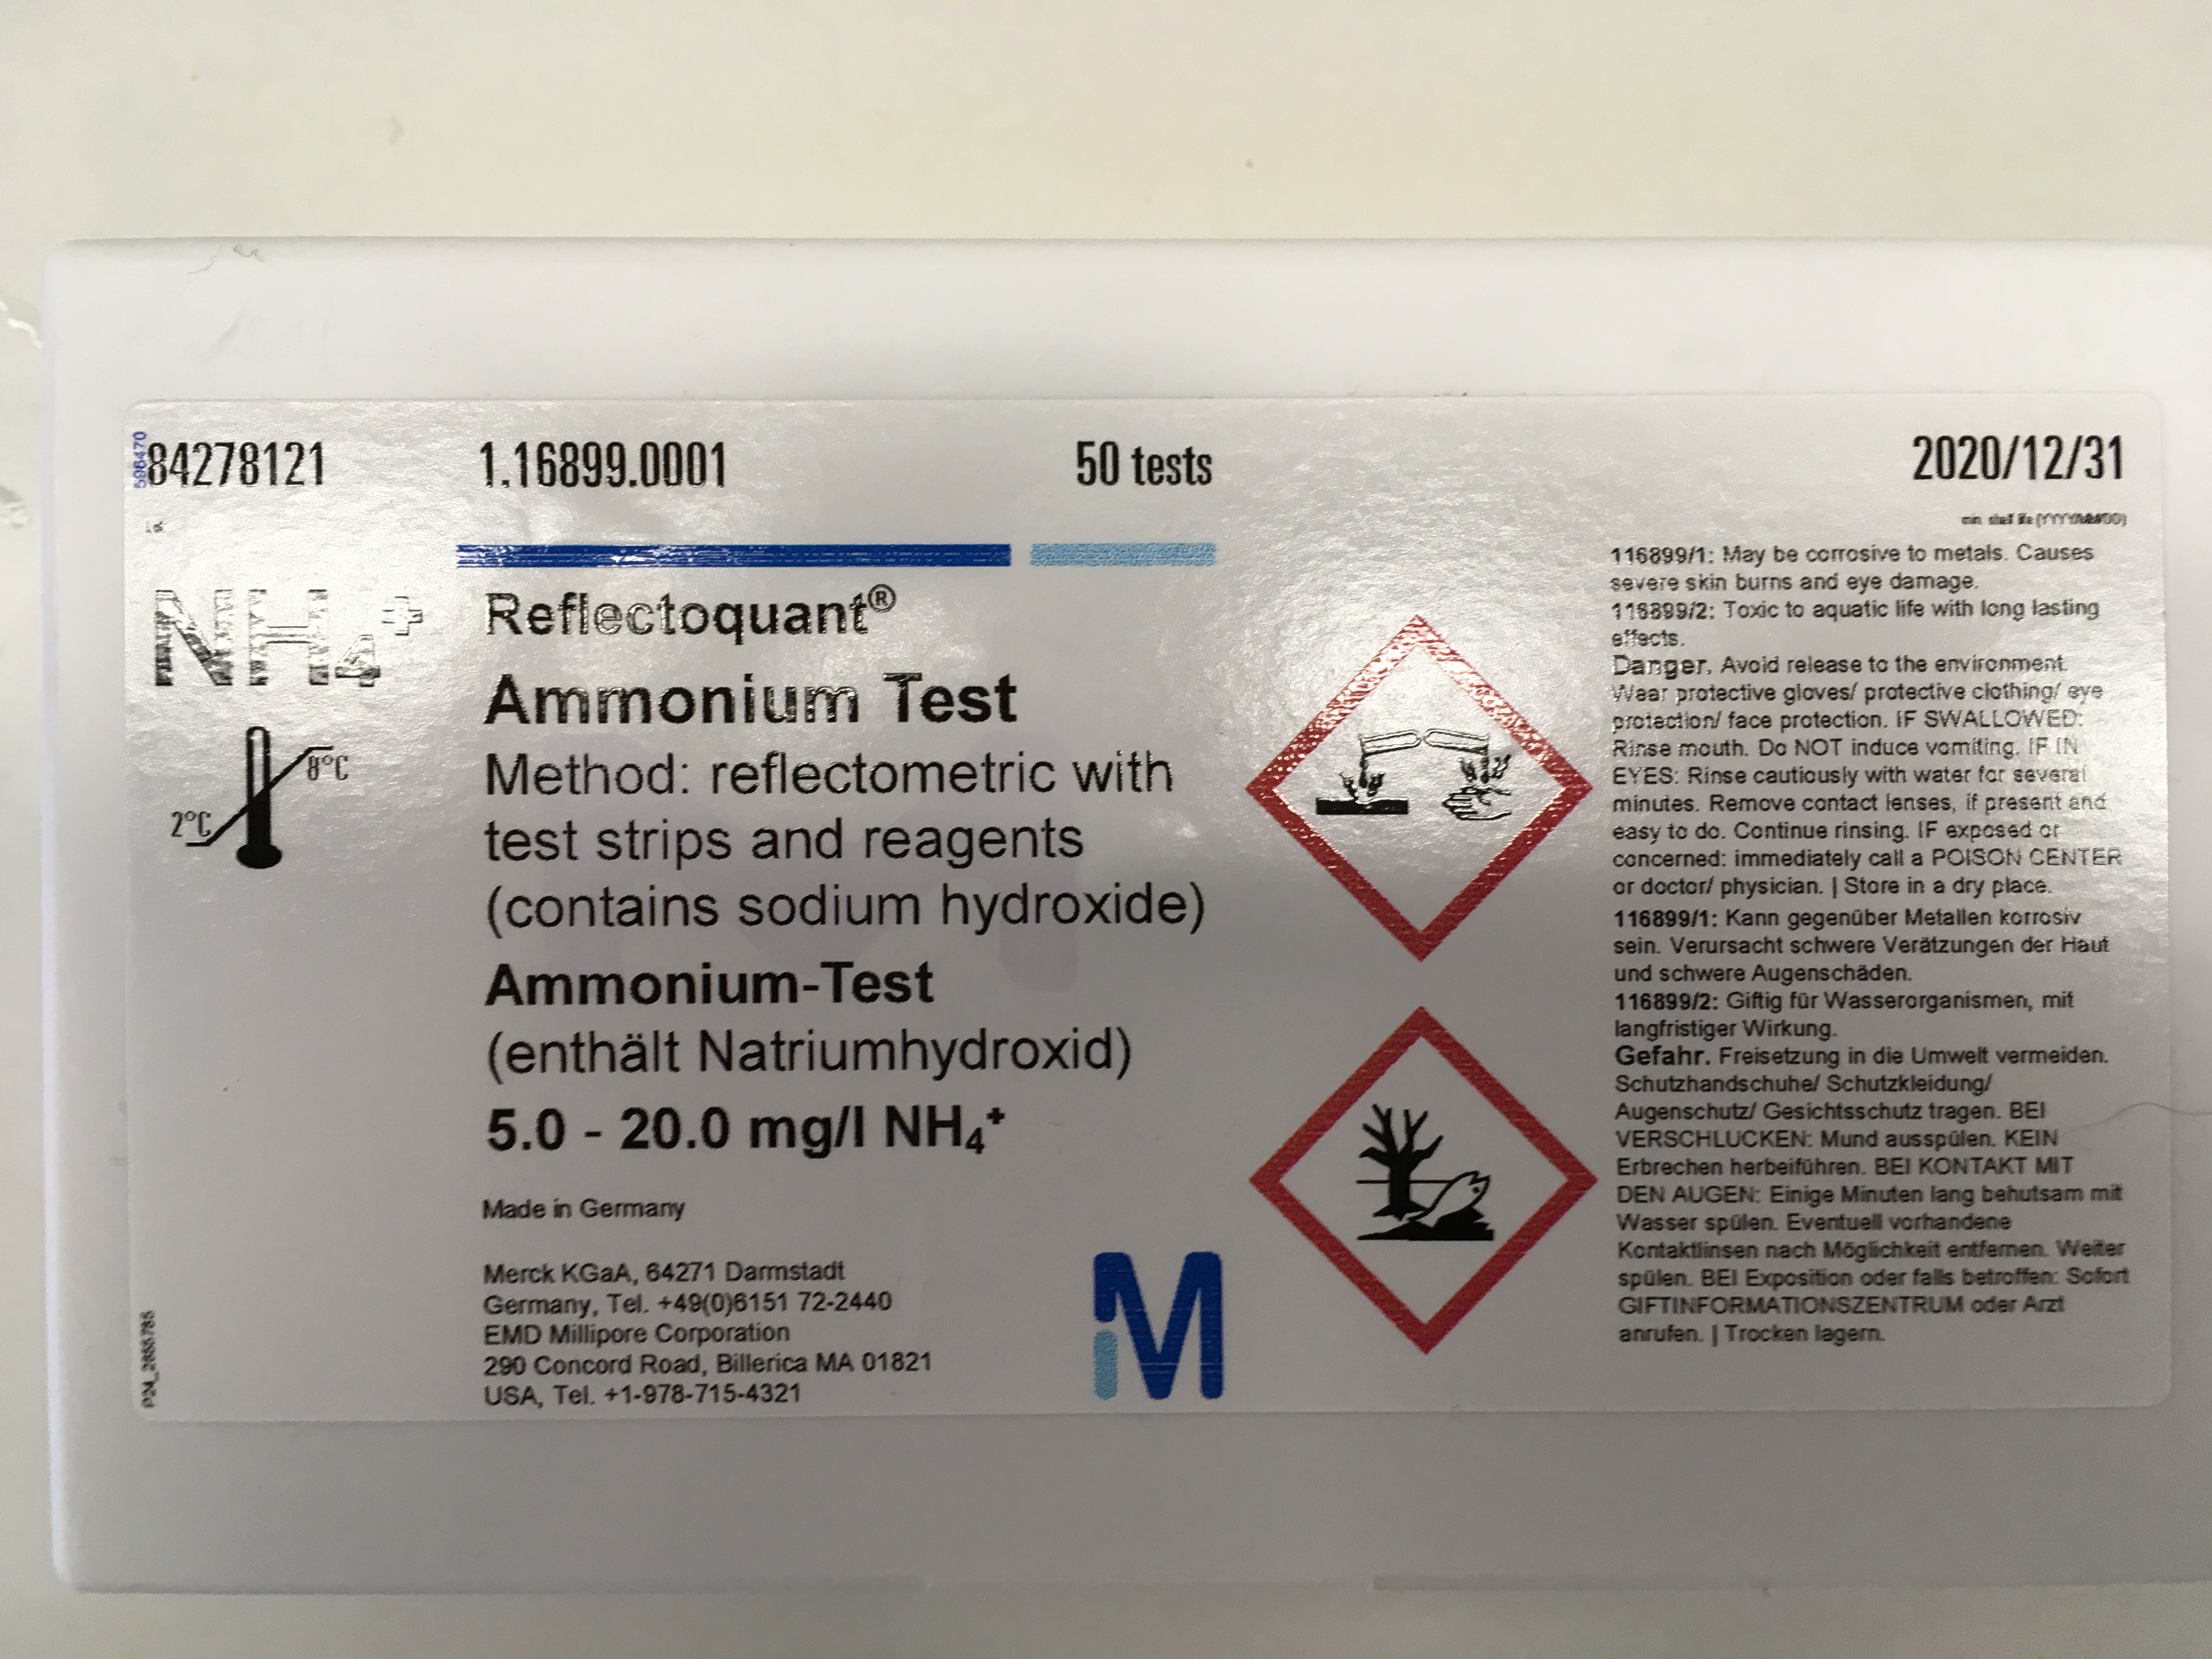 84278121
1.16899.0001
50 tests
2020/12/31
min. shelf life (YYYY/MM/DD)
NH₄⁺
8°C
2°C
Reflectoquant®
Ammonium Test
Method: reflectometric with
test strips and reagents
(contains sodium hydroxide)
Ammonium-Test
(enthält Natriumhydroxid)
5.0 - 20.0 mg/l NH₄⁺
Made in Germany
Merck KGaA, 64271 Darmstadt
Germany, Tel. +49(0)6151 72-2440
EMD Millipore Corporation
290 Concord Road, Billerica MA 01821
USA, Tel. +1-978-715-4321
M
116899/1: May be corrosive to metals. Causes
severe skin burns and eye damage.
116899/2: Toxic to aquatic life with long lasting
effects.
Danger. Avoid release to the environment.
Wear protective gloves/ protective clothing/ eye
protection/ face protection. IF SWALLOWED:
Rinse mouth. Do NOT induce vomiting. IF IN
EYES: Rinse cautiously with water for several
minutes. Remove contact lenses, if present and
easy to do. Continue rinsing. IF exposed or
concerned: immediately call a POISON CENTER
or doctor/ physician. | Store in a dry place.
116899/1: Kann gegenüber Metallen korrosiv
sein. Verursacht schwere Verätzungen der Haut
und schwere Augenschäden.
116899/2: Giftig für Wasserorganismen, mit
langfristiger Wirkung.
Gefahr. Freisetzung in die Umwelt vermeiden.
Schutzhandschuhe/ Schutzkleidung/
Augenschutz/ Gesichtsschutz tragen. BEI
VERSCHLUCKEN: Mund ausspülen. KEIN
Erbrechen herbeiführen. BEI KONTAKT MIT
DEN AUGEN: Einige Minuten lang behutsam mit
Wasser spülen. Eventuell vorhandene
Kontaktlinsen nach Möglichkeit entfernen. Weiter
spülen. BEI Exposition oder falls betroffen: Sofort
GIFTINFORMATIONSZENTRUM oder Arzt
anrufen. | Trocken lagern.